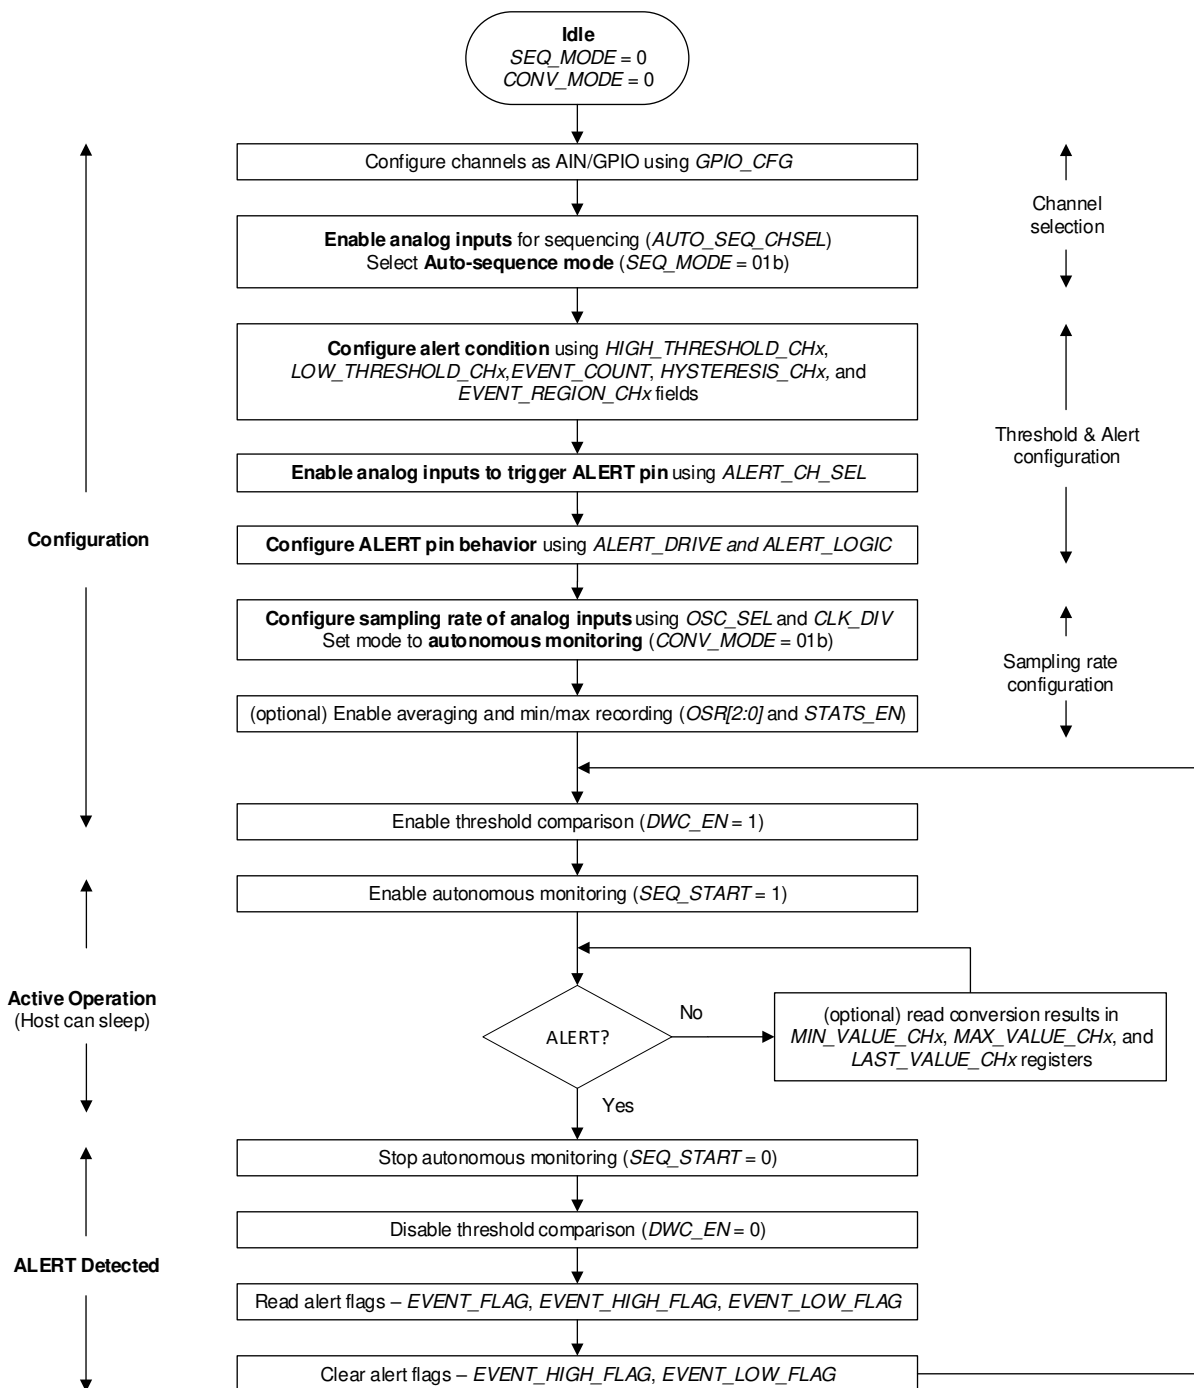 Idle
SEQ_MODE = 0
CONV_MODE = 0
Configure channels as AIN/GPIO using GPIO_CFG
Channel
selection
Enable analog inputs for sequencing (AUTO_SEQ_CHSEL)
Select Auto-sequence mode (SEQ_MODE = 01b)
Configure alert condition using HIGH_THRESHOLD_CHx,
LOW_THRESHOLD_CHx,EVENT_COUNT, HYSTERESIS_CHx, and
EVENT_REGION_CHx fields
Threshold & Alert
configuration
Enable analog inputs to trigger ALERT pin using ALERT_CH_SEL
Configuration
Configure ALERT pin behavior using ALERT_DRIVE and ALERT_LOGIC
Configure sampling rate of analog inputs using OSC_SEL and CLK_DIV
Set mode to autonomous monitoring (CONV_MODE = 01b)
Sampling rate
configuration
(optional) Enable averaging and min/max recording (OSR[2:0] and STATS_EN)
Enable threshold comparison (DWC_EN = 1)
Enable autonomous monitoring (SEQ_START = 1)
Active Operation
(Host can sleep)
ALERT?
No
(optional) read conversion results in
MIN_VALUE_CHx, MAX_VALUE_CHx, and
LAST_VALUE_CHx registers
Yes
Stop autonomous monitoring (SEQ_START = 0)
Disable threshold comparison (DWC_EN = 0)
ALERT Detected
Read alert flags – EVENT_FLAG, EVENT_HIGH_FLAG, EVENT_LOW_FLAG
Clear alert flags – EVENT_HIGH_FLAG, EVENT_LOW_FLAG